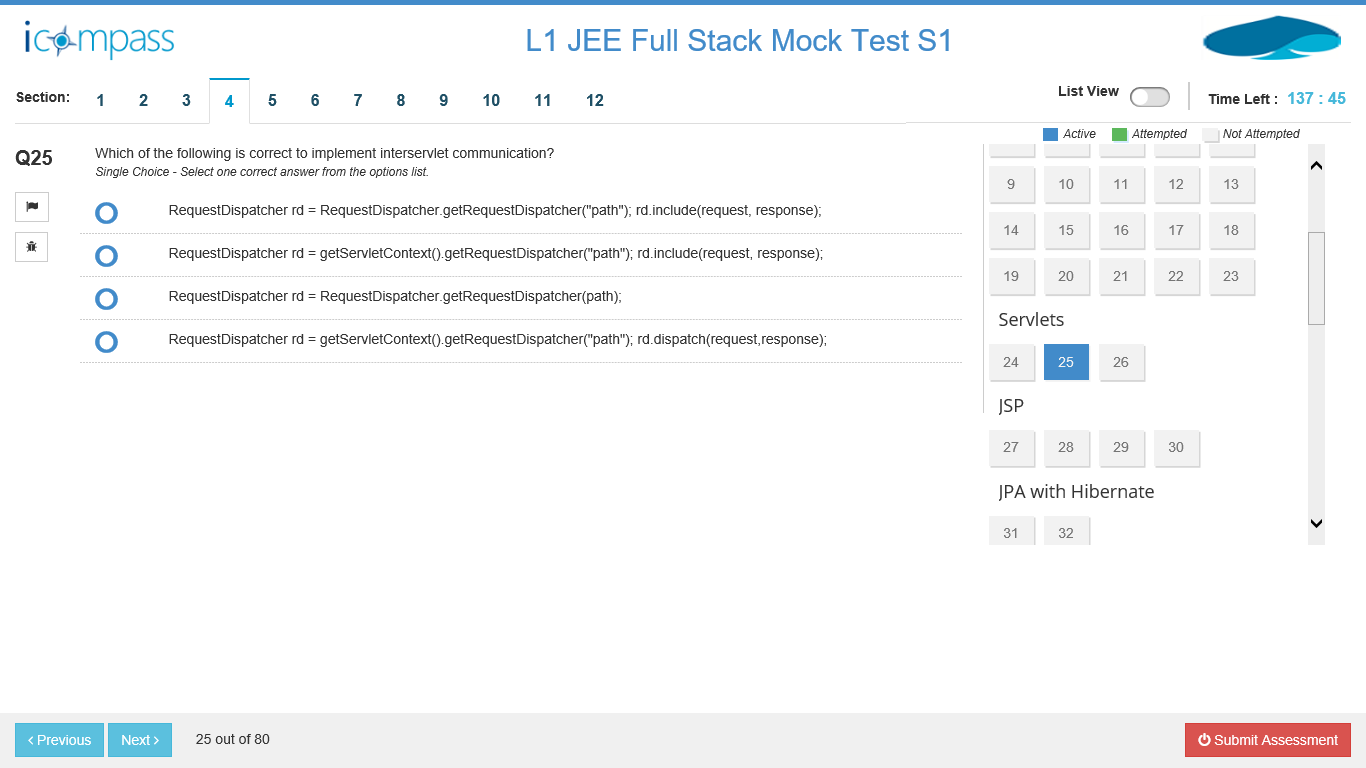 icompass
L1 JEE Full Stack Mock Test S1
Section: 1 2 3 4 5 6 7 8 9 10 11 12
List View
Time Left : 137 : 45
Active Attempted Not Attempted
Q25
Which of the following is correct to implement interservlet communication?
Single Choice - Select one correct answer from the options list.
RequestDispatcher rd = RequestDispatcher.getRequestDispatcher("path"); rd.include(request, response);
RequestDispatcher rd = getServletContext().getRequestDispatcher("path"); rd.include(request, response);
RequestDispatcher rd = RequestDispatcher.getRequestDispatcher(path);
RequestDispatcher rd = getServletContext().getRequestDispatcher("path"); rd.dispatch(request,response);
9 10 11 12 13
14 15 16 17 18
19 20 21 22 23
Servlets
24 25 26
JSP
27 28 29 30
JPA with Hibernate
31 32
‹ Previous
Next ›
25 out of 80
Submit Assessment